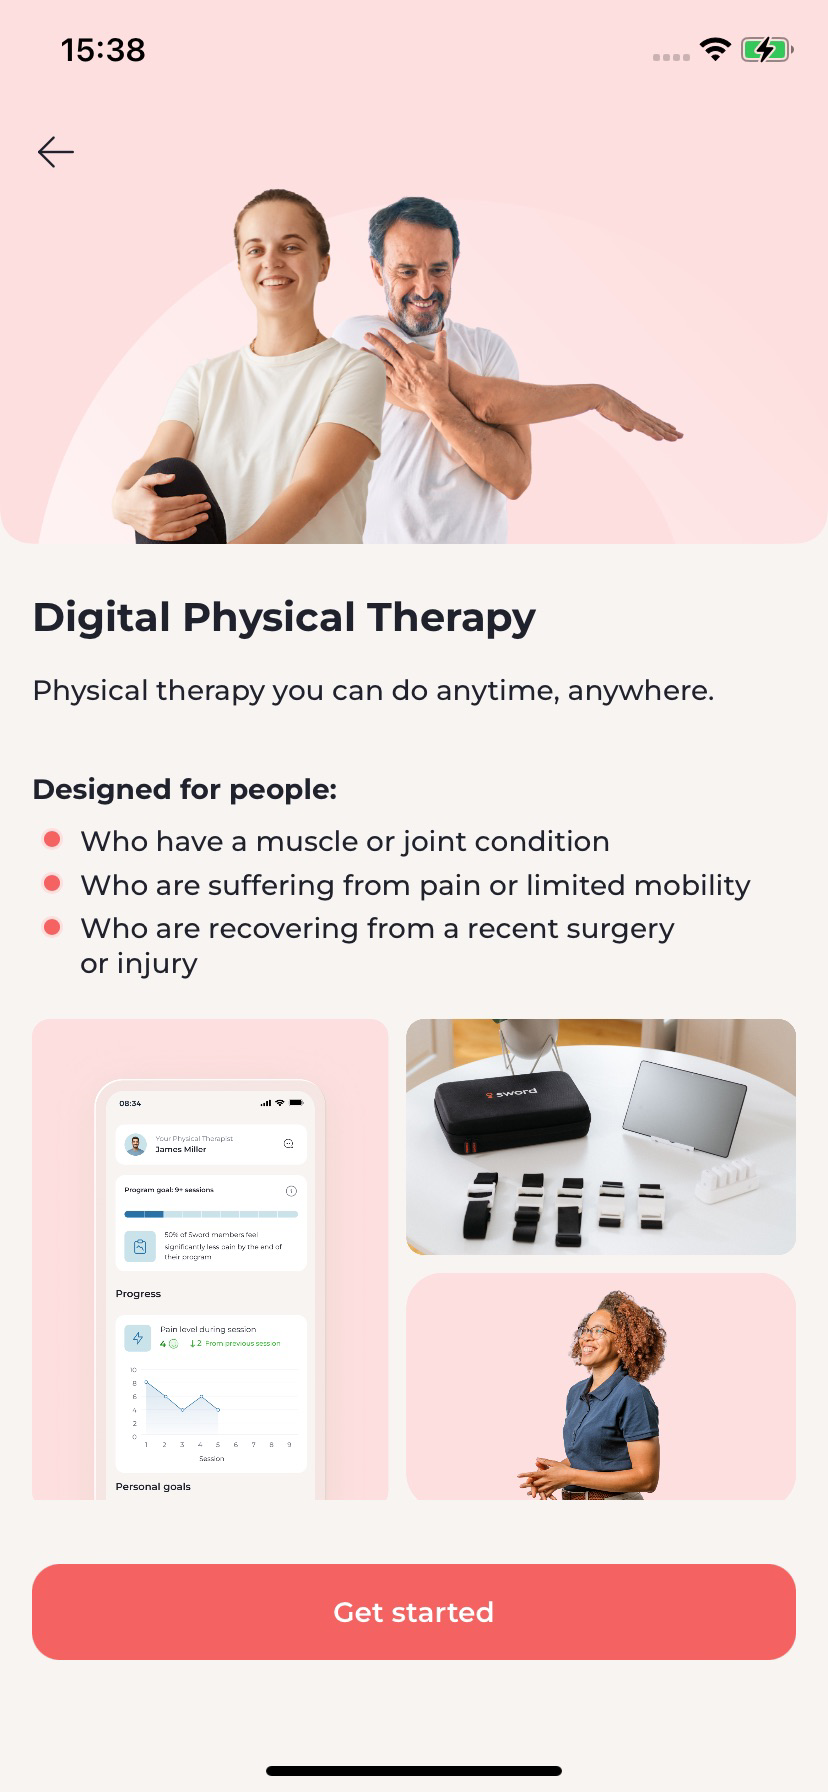 15:38
Digital Physical Therapy
Physical therapy you can do anytime, anywhere.
Designed for people:
Who have a muscle or joint condition
Who are suffering from pain or limited mobility
Who are recovering from a recent surgery
or injury
08:34
Your Physical Therapist
James Miller
Program goal: 9+ sessions
50% of Sword members feel
significantly less pain by the end of
their program
Progress
Pain level during session
4 ↓2 From previous session
10
8
6
4
2
0
1 2 3 4 5 6 7 8 9
Session
Personal goals
sword
Get started